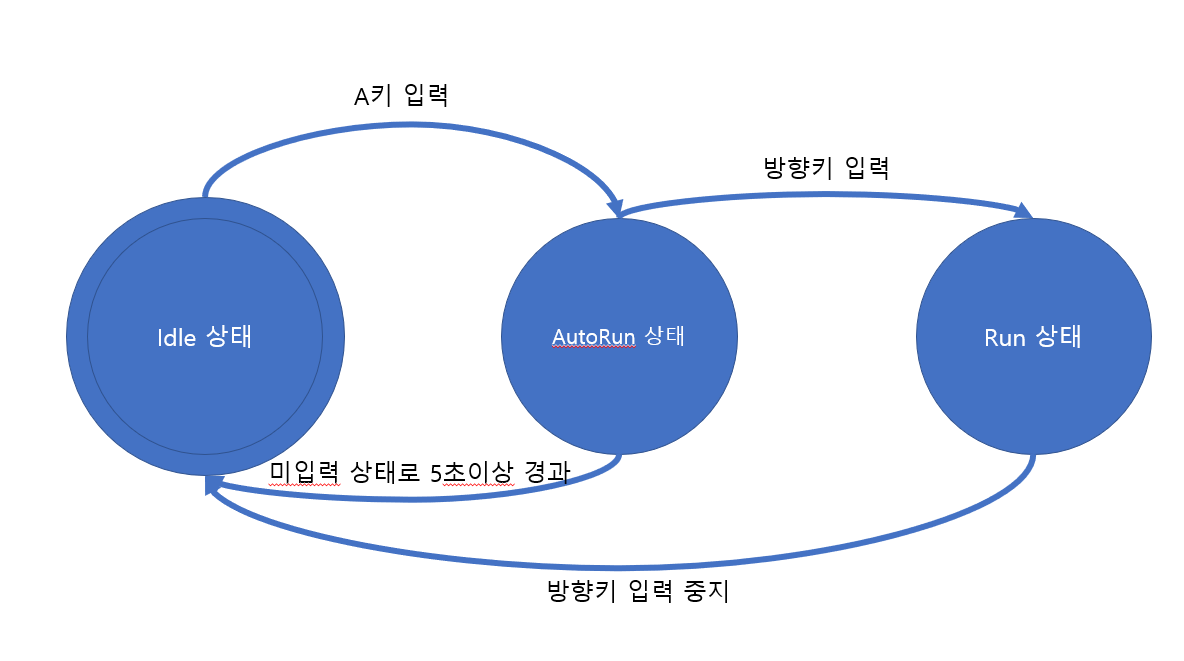 A키 입력
방향키 입력
Idle 상태
AutoRun 상태
Run 상태
미입력 상태로 5초이상 경과
방향키 입력 중지